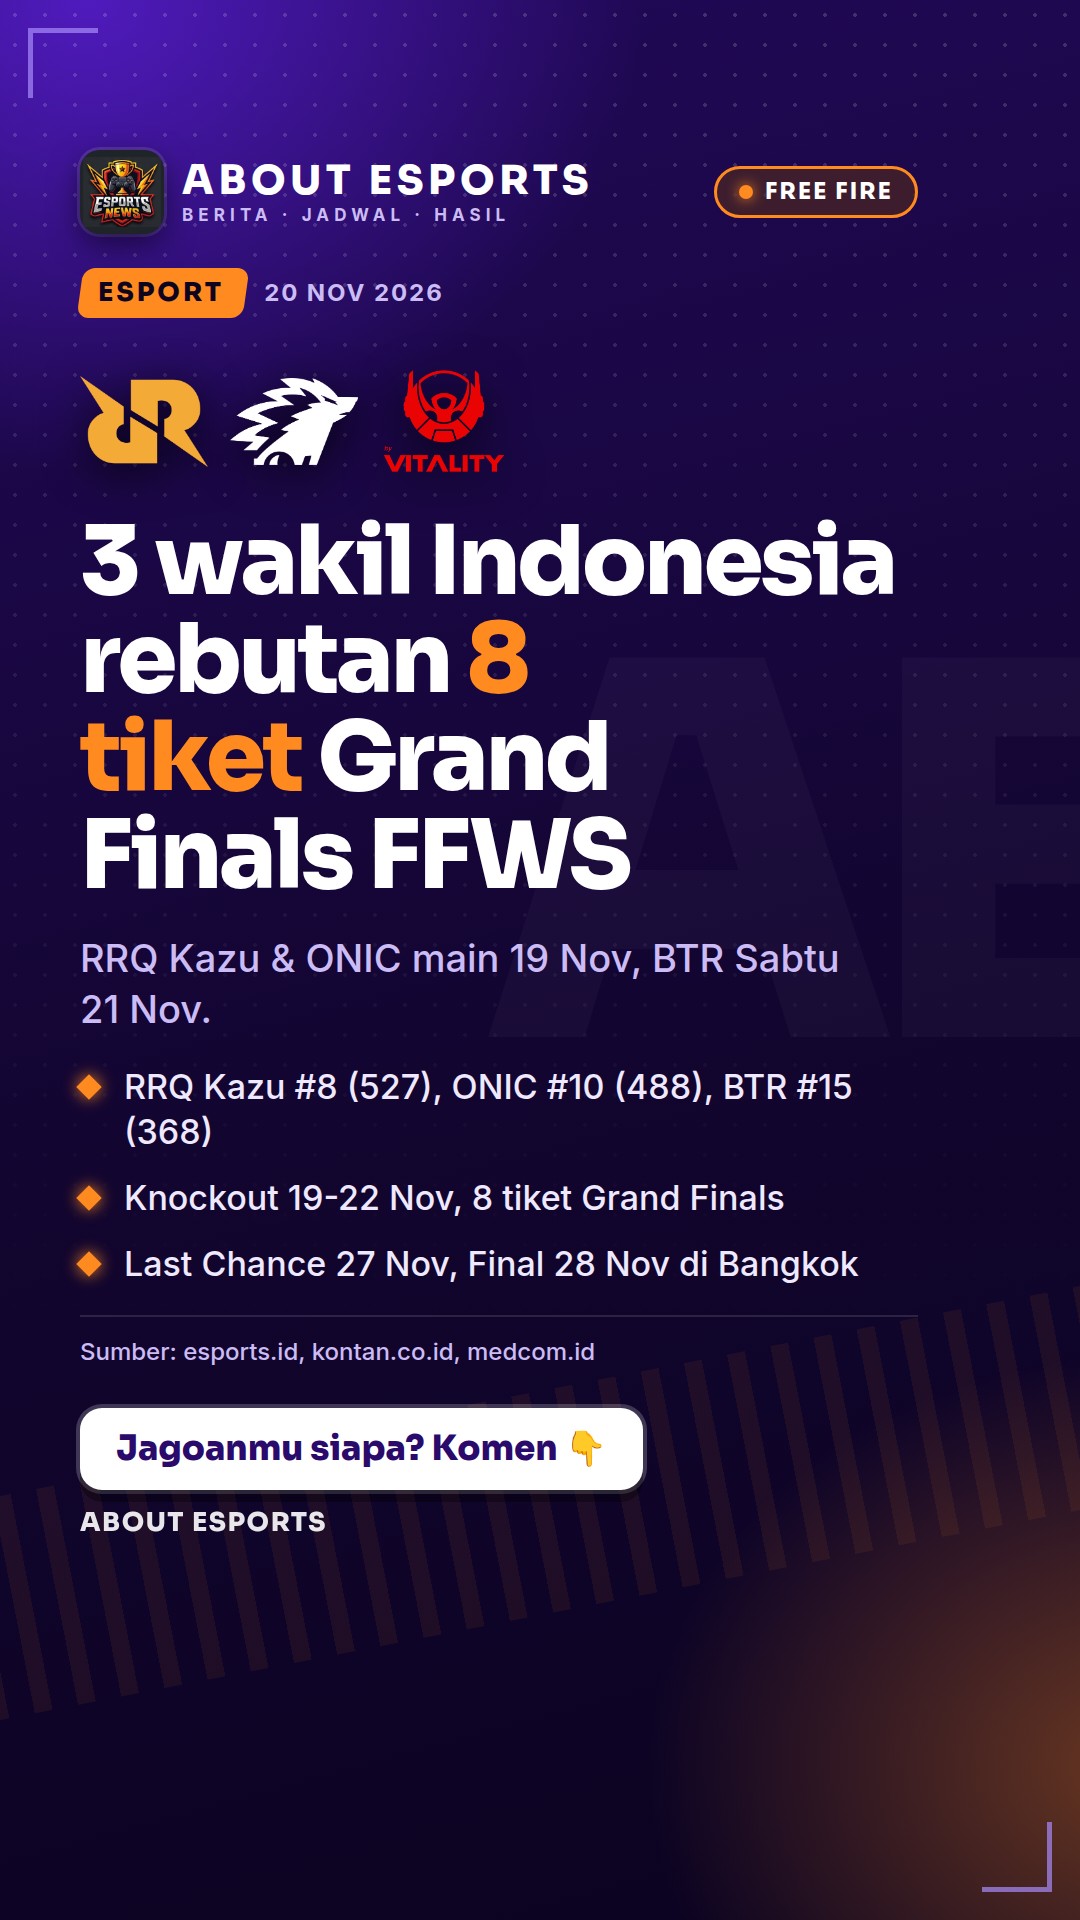 ESPORTS
NEWS
ABOUT ESPORTS
BERITA · JADWAL · HASIL
FREE FIRE
ESPORT
20 NOV 2026
VITALITY
3 wakil Indonesia
rebutan 8
tiket Grand
Finals FFWS
AE
RRQ Kazu & ONIC main 19 Nov, BTR Sabtu
21 Nov.
RRQ Kazu #8 (527), ONIC #10 (488), BTR #15
(368)
Knockout 19-22 Nov, 8 tiket Grand Finals
Last Chance 27 Nov, Final 28 Nov di Bangkok
Sumber: esports.id, kontan.co.id, medcom.id
Jagoanmu siapa? Komen 👇
ABOUT ESPORTS